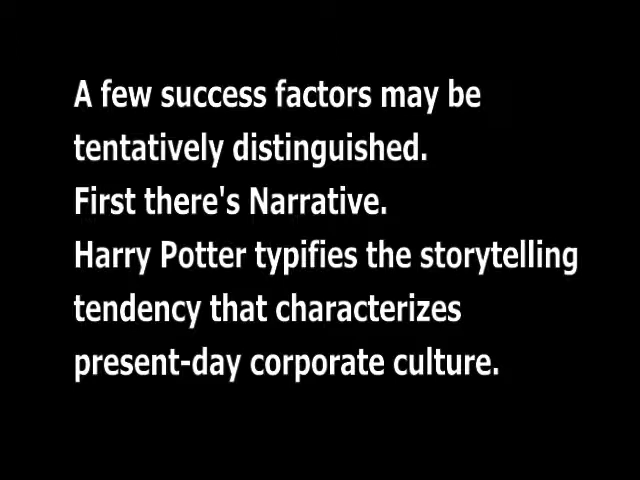 A few success factors may be
tentatively distinguished.
First there's Narrative.
Harry Potter typifies the storytelling
tendency that characterizes
present-day corporate culture.